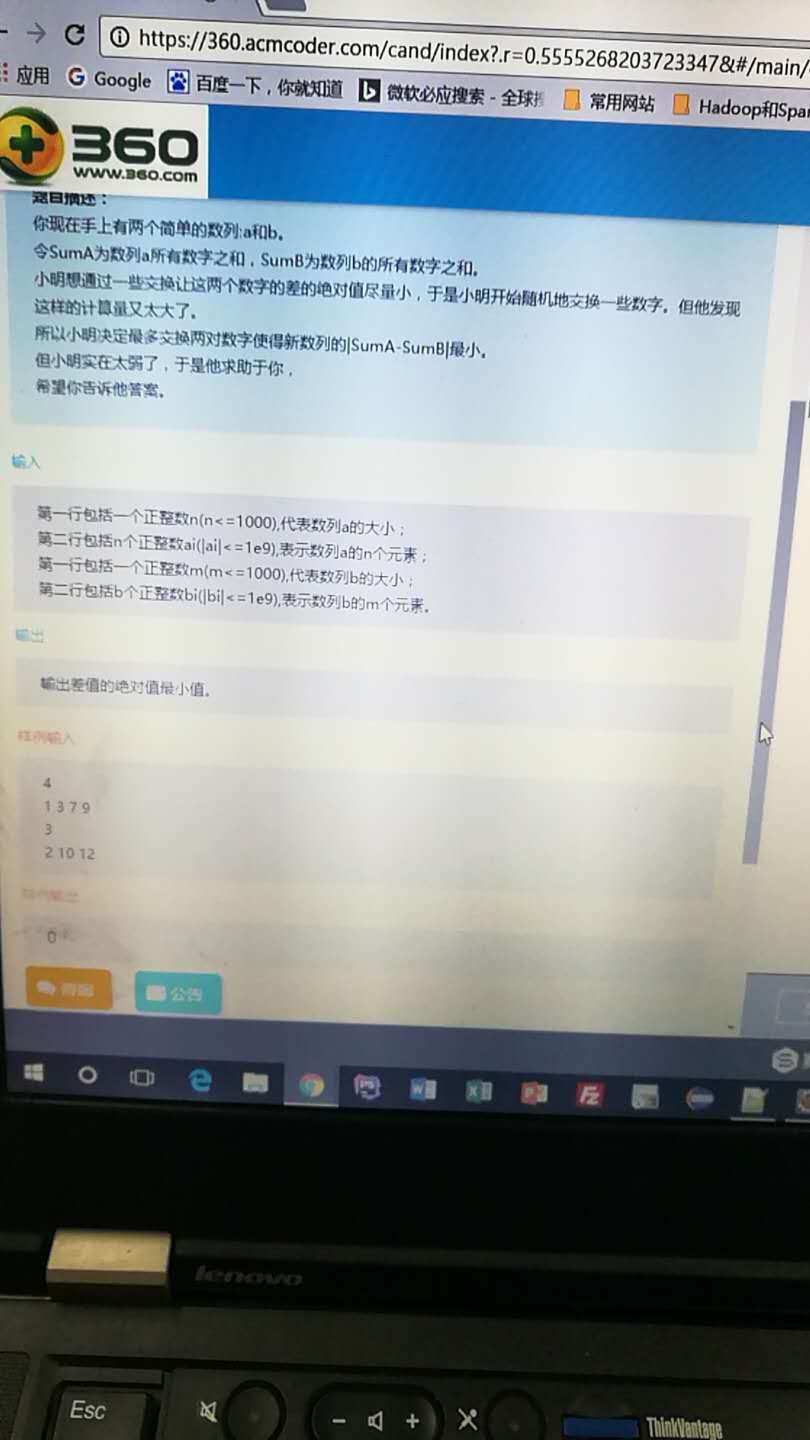 https://360.acmcoder.com/cand/index?.r=0.5555268203723347&#/main/
应用 Google 百度一下，你就知道 微软必应搜索 - 全球搜 常用网站 Hadoop和Spar
360
www.360.com
题目描述：
你现在手上有两个简单的数列:a和b。
令SumA为数列a所有数字之和，SumB为数列b的所有数字之和。
小明想通过一些交换让这两个数字的差的绝对值尽量小，于是小明开始随机地交换一些数字。但他发现
这样的计算量又太大了。
所以小明决定最多交换两对数字使得新数列的|SumA-SumB|最小。
但小明实在太弱了，于是他求助于你，
希望你告诉他答案。
输入
第一行包括一个正整数n(n<=1000),代表数列a的大小；
第二行包括n个正整数ai(|ai|<=1e9),表示数列a的n个元素；
第一行包括一个正整数m(m<=1000),代表数列b的大小；
第二行包括b个正整数bi(|bi|<=1e9),表示数列b的m个元素。
输出
输出差值的绝对值最小值。
样例输入
4
1 3 7 9
3
2 10 12
样例输出
0
公告
lenovo
Esc
ThinkVantage